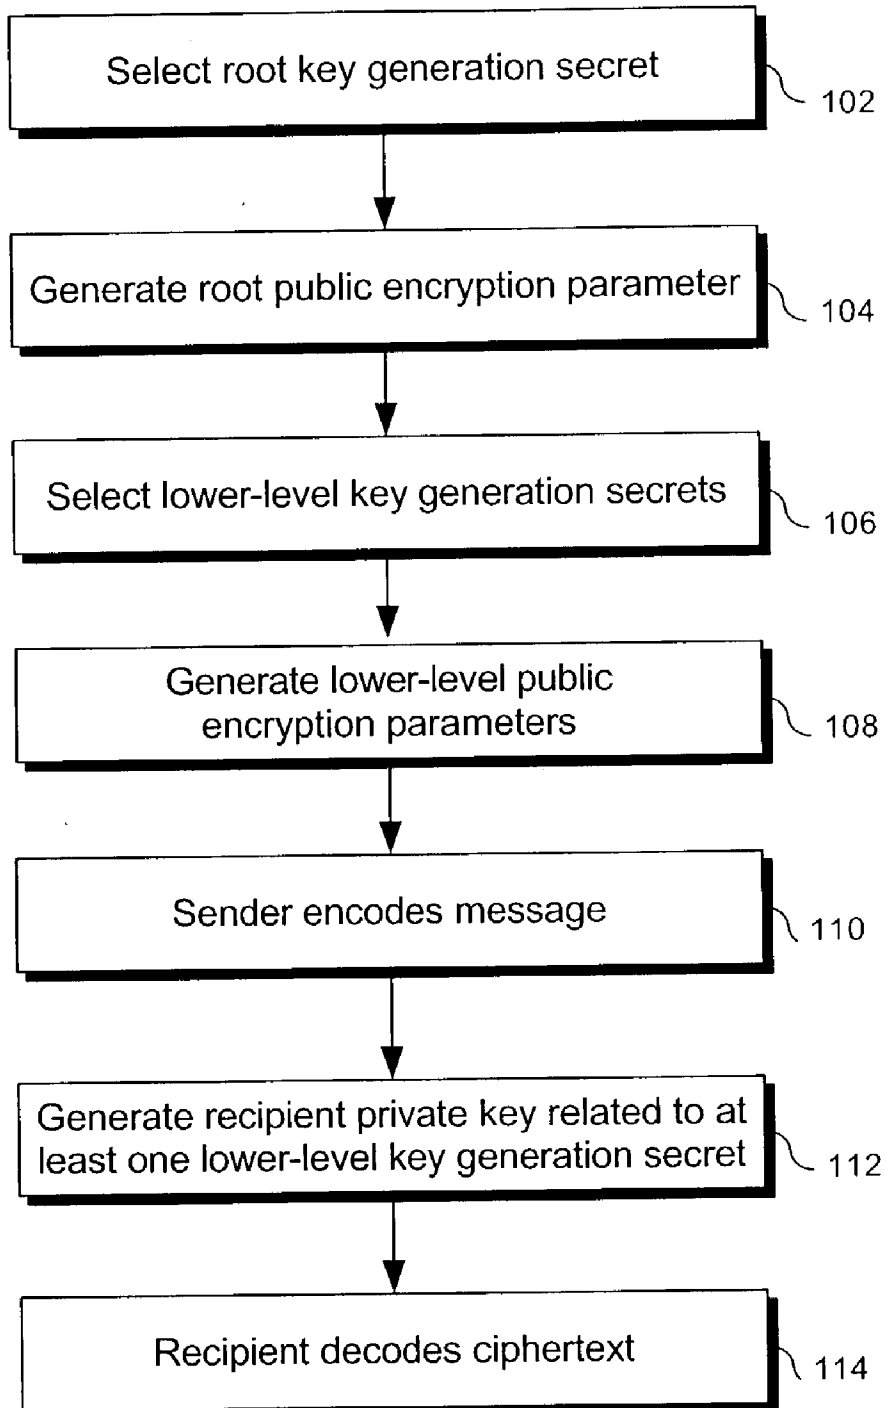 Select root key generation secret
102
Generate root public encryption parameter
104
Select lower-level key generation secrets
106
Generate lower-level public
encryption parameters
108
Sender encodes message
110
Generate recipient private key related to at
least one lower-level key generation secret
112
Recipient decodes ciphertext
114